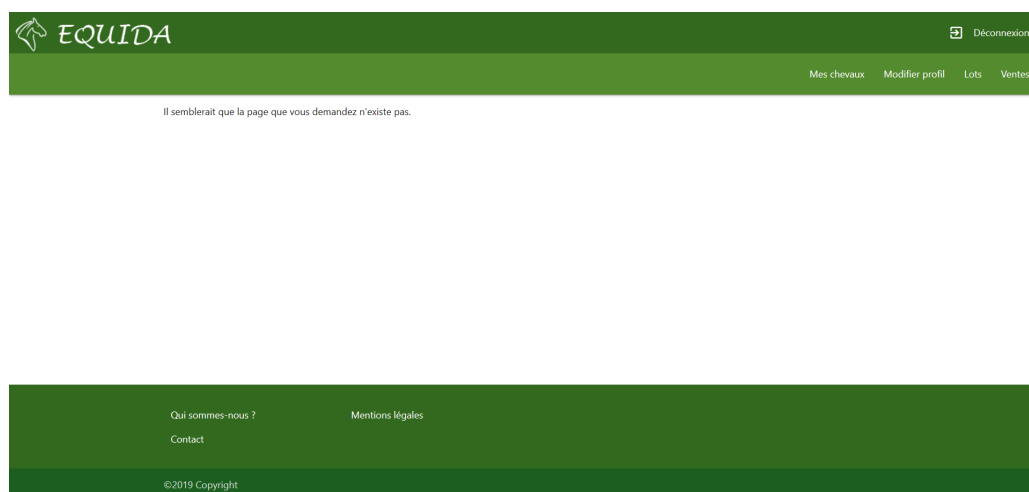 EQUIDA
Déconnexion
Mes chevaux Modifier profil Lots Ventes
Il semblerait que la page que vous demandez n'existe pas.
Qui sommes-nous ? Mentions légales
Contact
©2019 Copyright